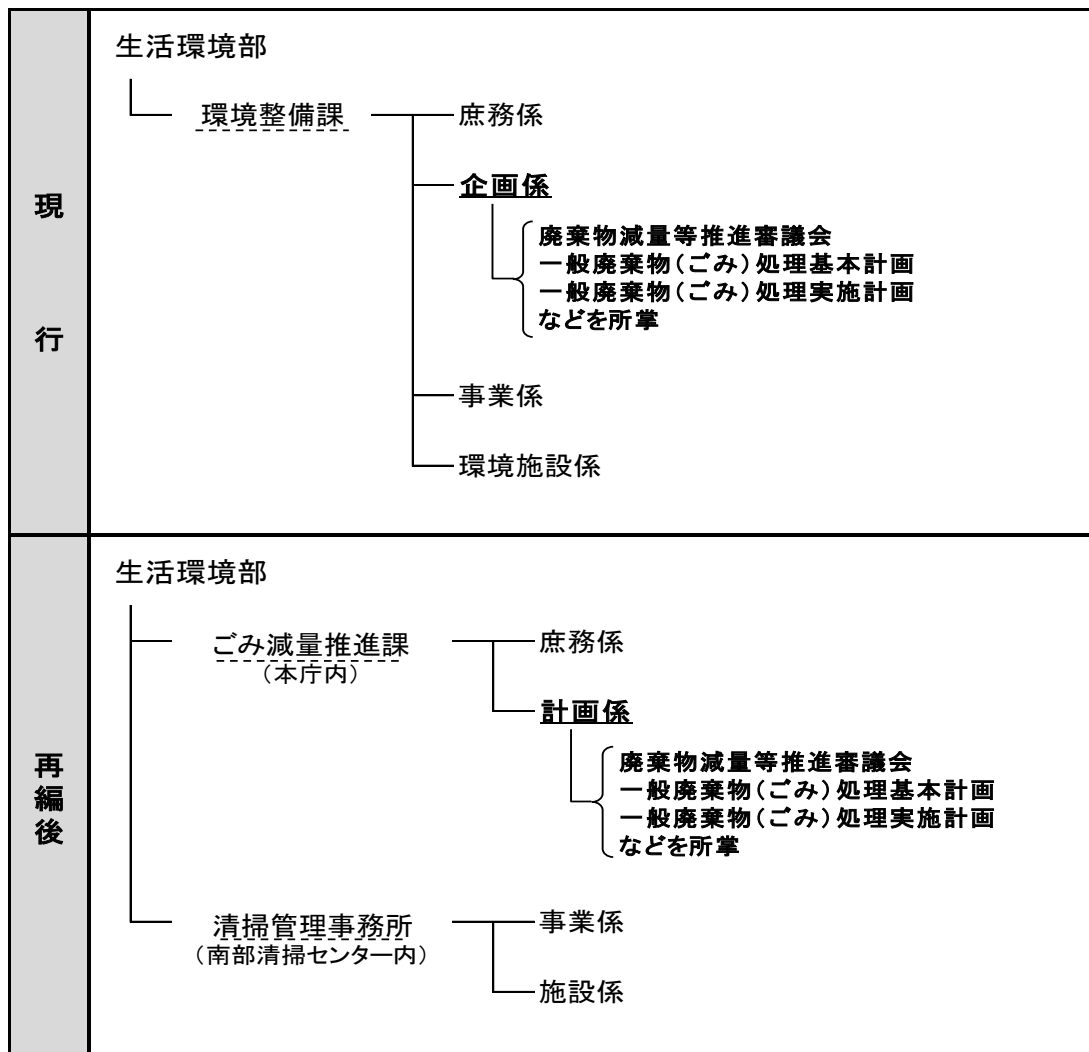 現行
生活環境部
環境整備課
庶務係
企画係
廃棄物減量等推進審議会
一般廃棄物（ごみ）処理基本計画
一般廃棄物（ごみ）処理実施計画
などを所掌
事業係
環境施設係
再編後
生活環境部
ごみ減量推進課
（本庁内）
庶務係
計画係
廃棄物減量等推進審議会
一般廃棄物（ごみ）処理基本計画
一般廃棄物（ごみ）処理実施計画
などを所掌
清掃管理事務所
（南部清掃センター内）
事業係
施設係